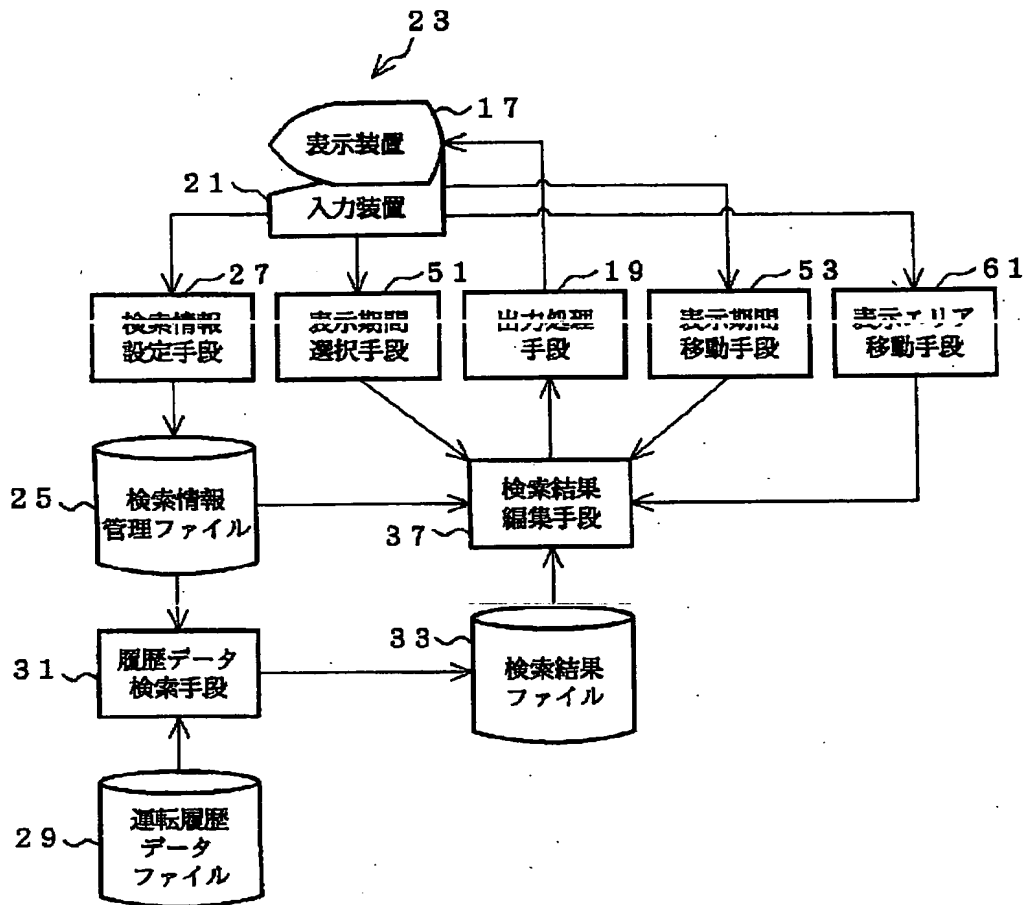 ２３
１７
表示装置
２１
入力装置
２７
５１
１９
５３
６１
検索情報
設定手段
表示期間
選択手段
出力処理
手段
表示期間
移動手段
表示エリア
移動手段
２５
検索情報
管理ファイル
検索結果
編集手段
３７
３１
履歴データ
検索手段
３３
検索結果
ファイル
２９
運転履歴
データ
ファイル